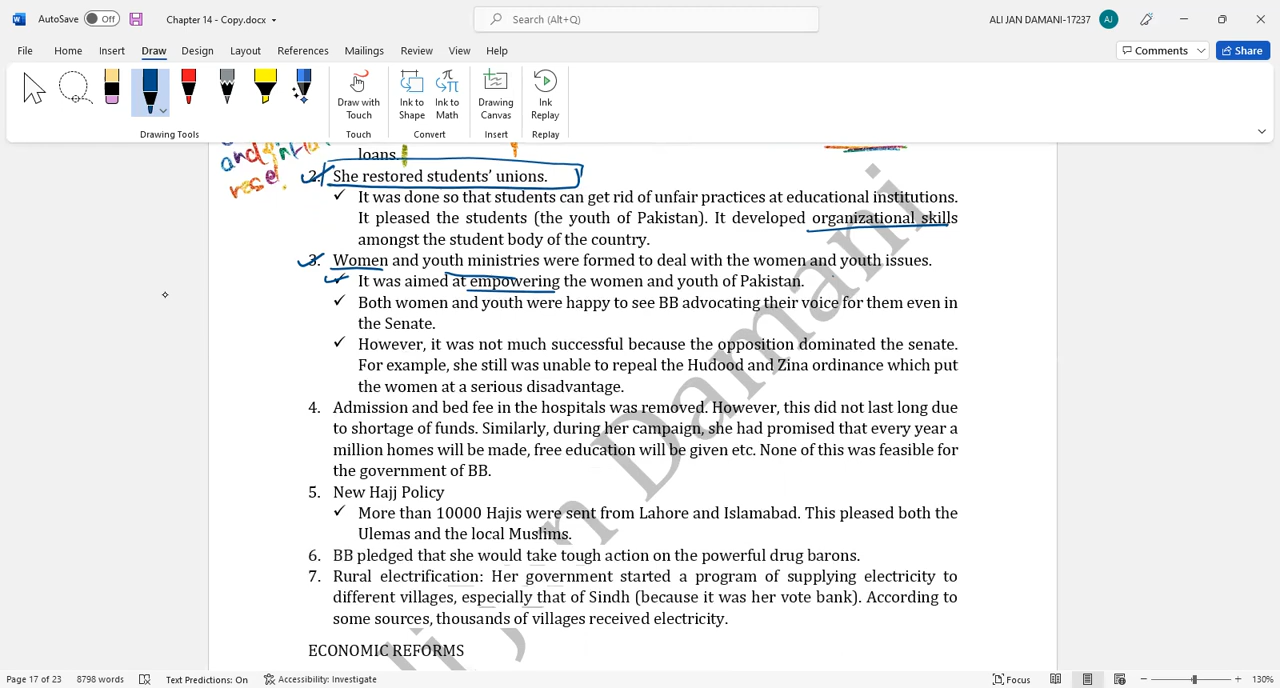 AutoSave Off Chapter 14 - Copy.docx Search (Alt+Q) ALI JAN DAMANI-17237 AJ
File Home Insert Draw Design Layout References Mailings Review View Help Comments Share
Draw with Touch Ink to Shape Ink to Math Drawing Canvas Ink Replay
Drawing Tools Touch Convert Insert Replay
loans.
2. She restored students' unions.
✓ It was done so that students can get rid of unfair practices at educational institutions.
It pleased the students (the youth of Pakistan). It developed organizational skills
amongst the student body of the country.
3. Women and youth ministries were formed to deal with the women and youth issues.
✓ It was aimed at empowering the women and youth of Pakistan.
✓ Both women and youth were happy to see BB advocating their voice for them even in
the Senate.
✓ However, it was not much successful because the opposition dominated the senate.
For example, she still was unable to repeal the Hudood and Zina ordinance which put
the women at a serious disadvantage.
4. Admission and bed fee in the hospitals was removed. However, this did not last long due
to shortage of funds. Similarly, during her campaign, she had promised that every year a
million homes will be made, free education will be given etc. None of this was feasible for
the government of BB.
5. New Hajj Policy
✓ More than 10000 Hajis were sent from Lahore and Islamabad. This pleased both the
Ulemas and the local Muslims.
6. BB pledged that she would take tough action on the powerful drug barons.
7. Rural electrification: Her government started a program of supplying electricity to
different villages, especially that of Sindh (because it was her vote bank). According to
some sources, thousands of villages received electricity.
ECONOMIC REFORMS
n Damani
Page 17 of 23 8798 words Text Predictions: On Accessibility: Investigate Focus 130%